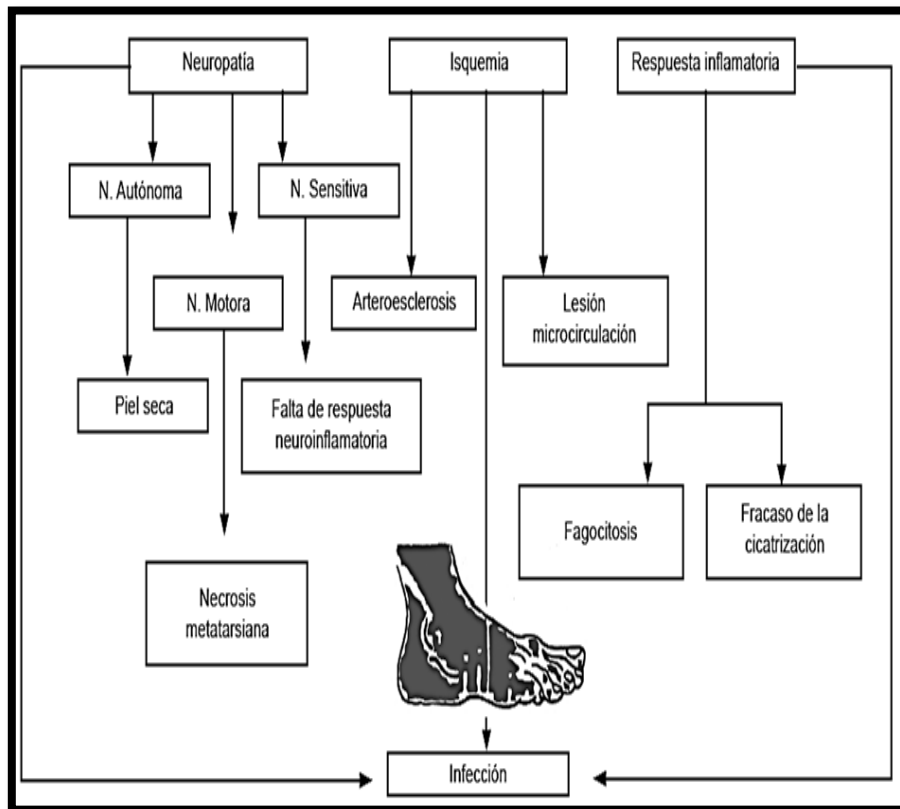 Neuropatía
Isquemia
Respuesta inflamatoria
N. Autónoma
N. Sensitiva
N. Motora
Arteroesclerosis
Lesión
microcirculación
Piel seca
Falta de respuesta
neuroinflamatoria
Fagocitosis
Fracaso de la
cicatrización
Necrosis
metatarsiana
Infección